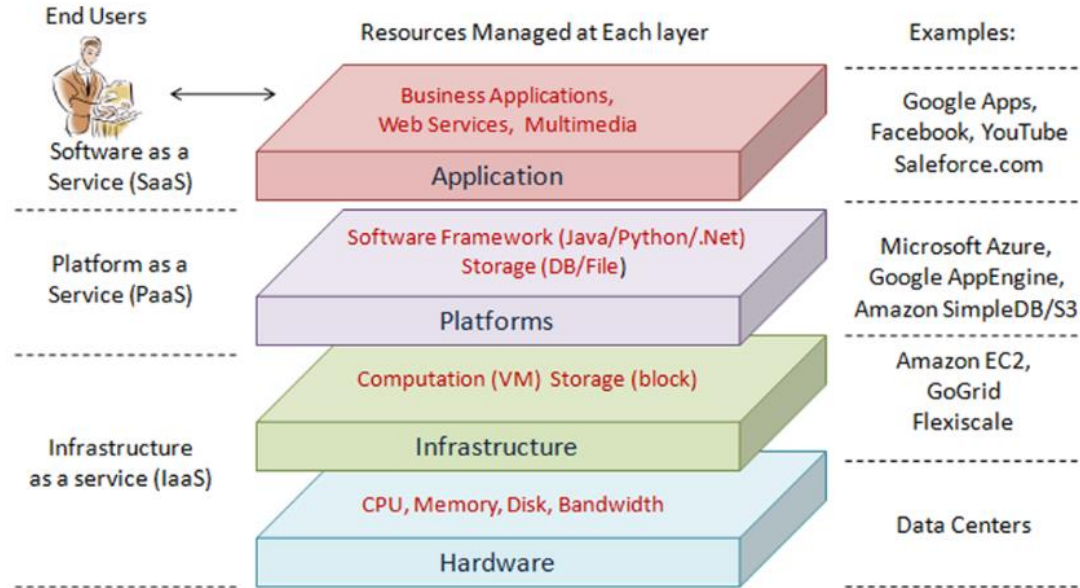 End Users
Resources Managed at Each layer
Examples:
Business Applications,
Web Services, Multimedia
Application
Software as a
Service (SaaS)
Google Apps,
Facebook, YouTube
Saleforce.com
Platform as a
Service (PaaS)
Software Framework (Java/Python/.Net)
Storage (DB/File)
Platforms
Microsoft Azure,
Google AppEngine,
Amazon SimpleDB/S3
Infrastructure
as a service (IaaS)
Computation (VM) Storage (block)
Infrastructure
Amazon EC2,
GoGrid
Flexiscale
CPU, Memory, Disk, Bandwidth
Hardware
Data Centers